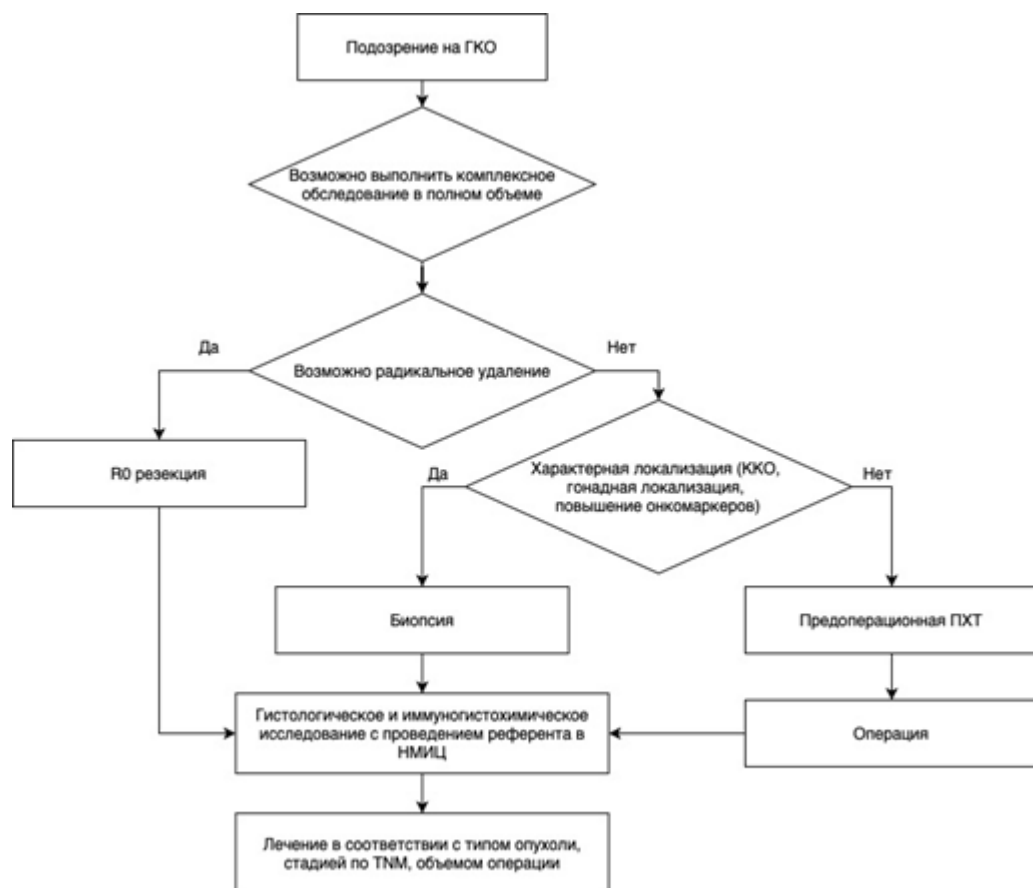 Подозрение на ГКО
Возможно выполнить комплексное
обследование в полном объеме
Да
Нет
Возможно радикальное удаление
R0 резекция
Да
Характерная локализация (ККО,
гонадная локализация,
повышение онкомаркеров)
Нет
Биопсия
Предоперационная ПХТ
Гистологическое и иммуногистохимическое
исследование с проведением референта в
НМИЦ
Операция
Лечение в соответствии с типом опухоли,
стадией по TNM, объемом операции